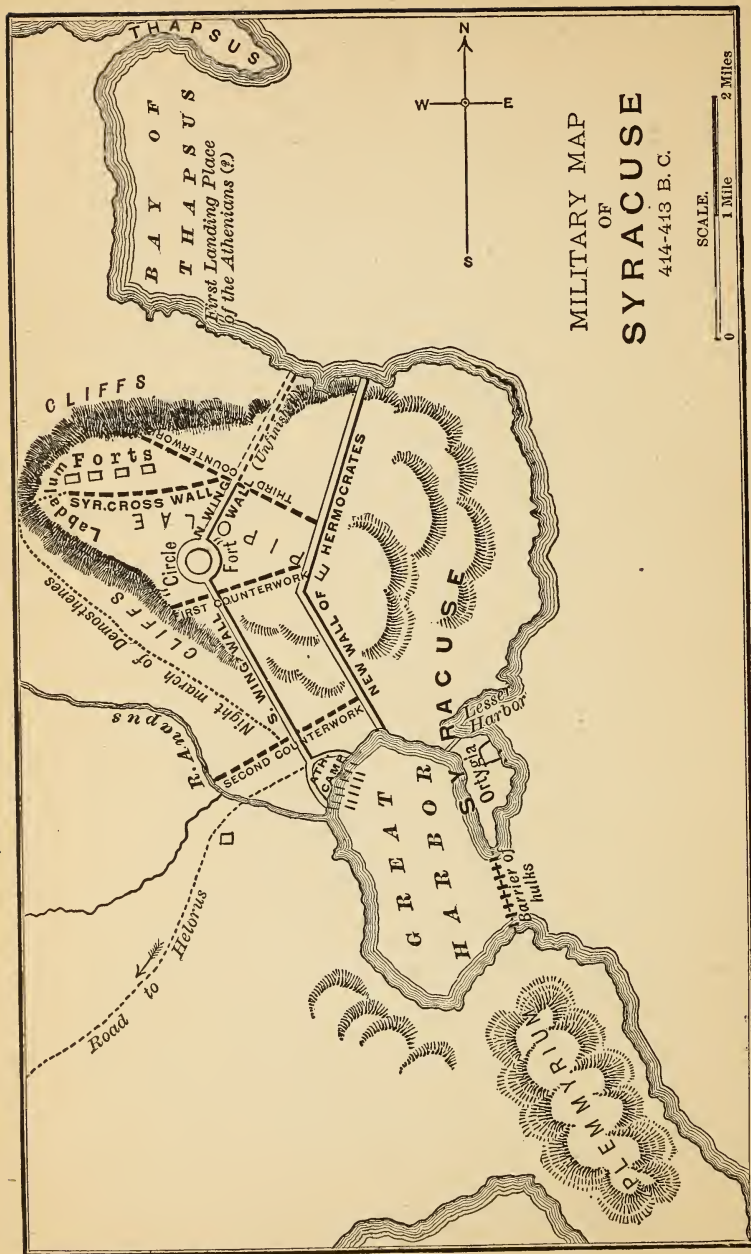 MILITARY MAP
OF
SYRACUSE
414-413 B.C.
SCALE.
0 1 Mile 2 Miles
N
W E
S
THAPSUS
BAY OF
THAPSUS
First Landing Place
of the Athenians (?)
CLIFFS
Labdalum
Forts
SYR. CROSS WALL
THIRD COUNTERWORK
(Unfinished)
N. WING WALL
EPIPOLAE
"Circle"
Fort
CLIFFS
FIRST COUNTERWORK
NEW WALL OF HERMOCRATES
S. WING WALL
Night march of Demosthenes
SECOND COUNTERWORK
R. Anapus
ATH. CAMP
Road to Helorus
GREAT
HARBOR
SYRACUSE
Lesser
Harbor
Ortygia
Barrier of
hulks
PLEMMYRIUM